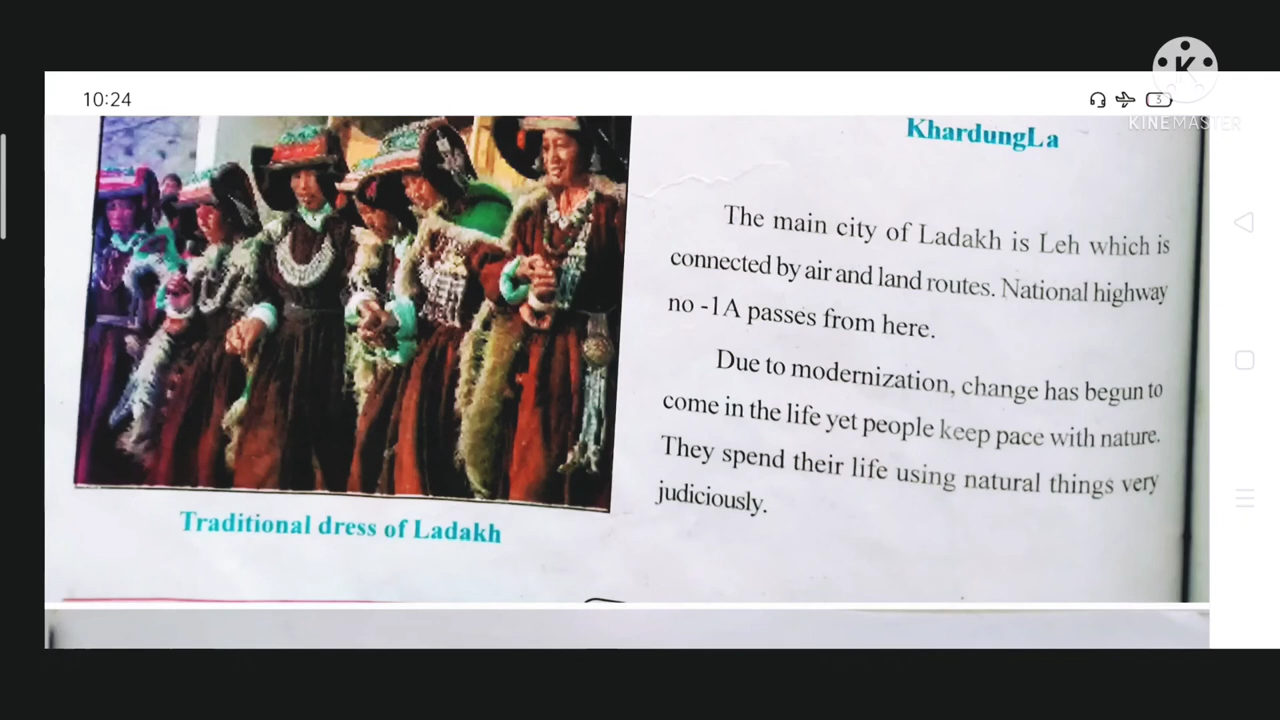 10:24
3
K
KINEMASTER
KhardungLa
The main city of Ladakh is Leh which is
connected by air and land routes. National highway
no -1A passes from here.
Due to modernization, change has begun to
come in the life yet people keep pace with nature.
They spend their life using natural things very
judiciously.
Traditional dress of Ladakh